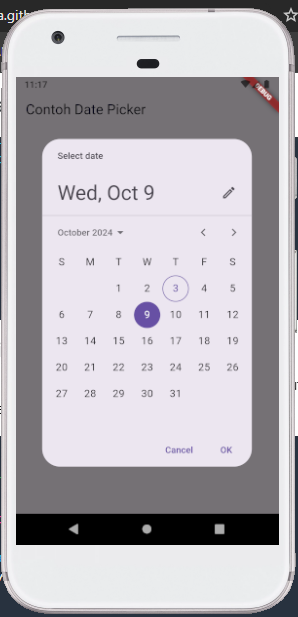 a.gith
11:17
DEBUG
Contoh Date Picker
Select date
Wed, Oct 9
October 2024
S M T W T F S
1 2 3 4 5
6 7 8 9 10 11 12
13 14 15 16 17 18 19
20 21 22 23 24 25 26
27 28 29 30 31
Cancel OK